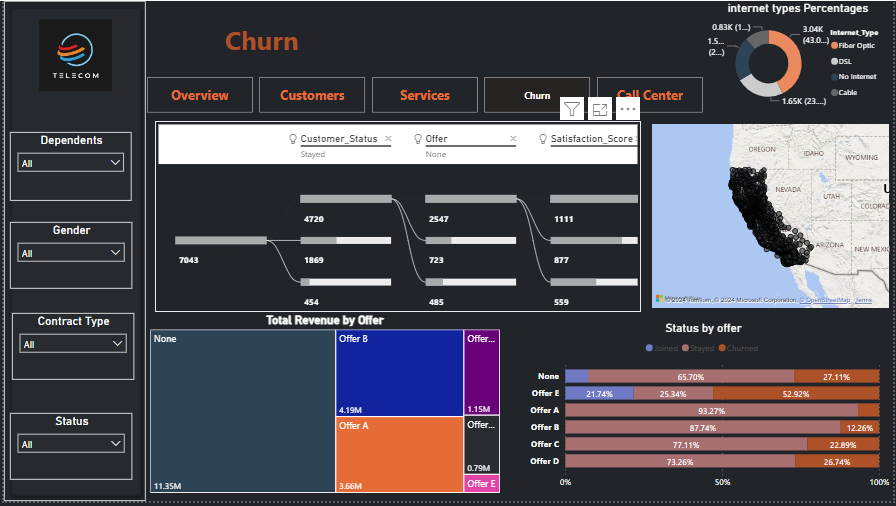 TELECOM
Churn
Overview
Customers
Services
Churn
Call Center
internet types Percentages
0.83K (1...)
3.04K
(43.0...)
1.5...
(2...)
1.65K (23....)
Internet_Type
Fiber Optic
DSL
No Internet
Cable
Dependents
All
Gender
All
Contract Type
All
Status
All
Customer_Status
Stayed
Offer
None
Satisfaction_Score
7043
4720
1869
454
2547
723
485
1111
877
559
OREGON
IDAHO
WYOMING
NEVADA
UTAH
COLORAD
ARIZONA
NEW MEXIC
U
© 2024 TomTom, © 2024 Microsoft Corporation, © OpenStreetMap Terms
Total Revenue by Offer
None
11.35M
Offer B
4.19M
Offer A
3.66M
Offer...
1.15M
Offer...
0.79M
Offer E
Status by offer
Joined
Stayed
Churned
None
65.70%
27.11%
Offer E
21.74%
25.34%
52.92%
Offer A
93.27%
Offer B
87.74%
12.26%
Offer C
77.11%
22.89%
Offer D
73.26%
26.74%
0%
50%
100%